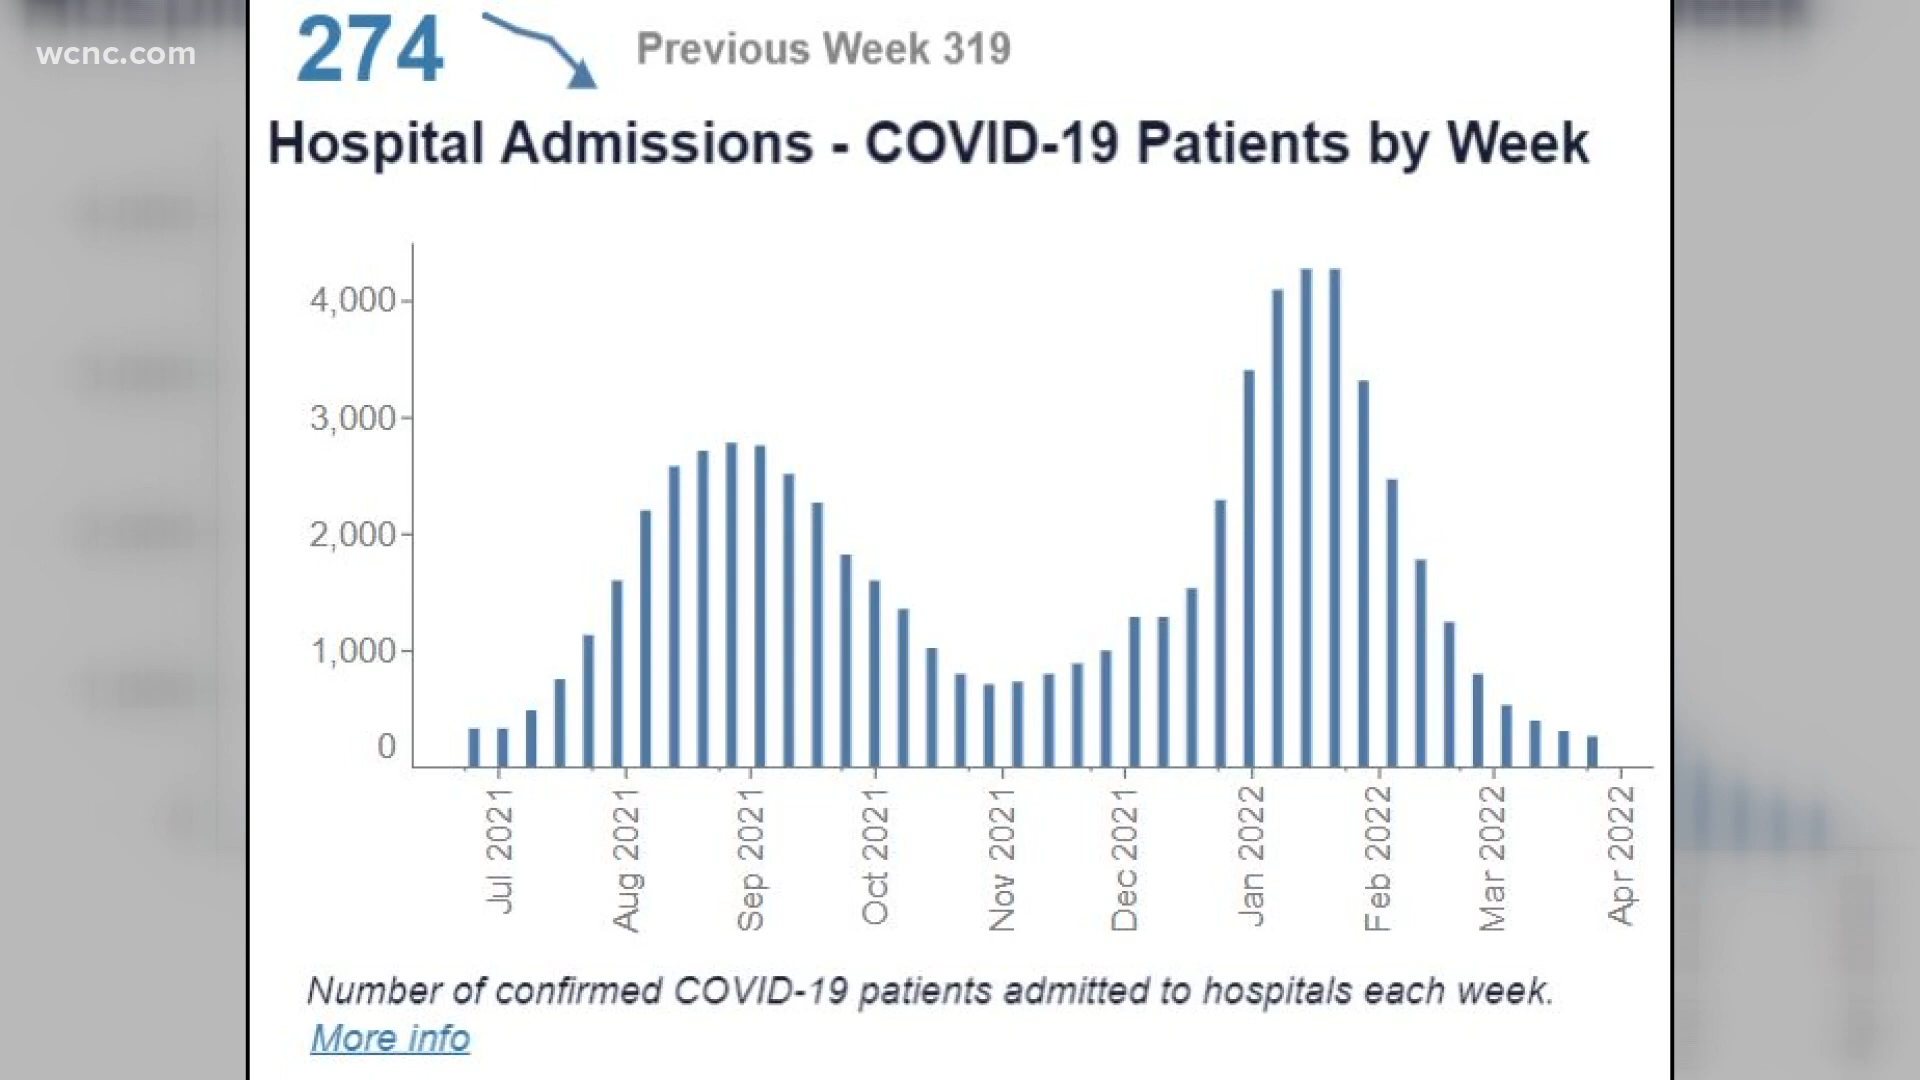 wcnc.com
274 Previous Week 319
Hospital Admissions - COVID-19 Patients by Week
4,000
3,000
2,000
1,000
0
Jul 2021
Aug 2021
Sep 2021
Oct 2021
Nov 2021
Dec 2021
Jan 2022
Feb 2022
Mar 2022
Apr 2022
Number of confirmed COVID-19 patients admitted to hospitals each week.
More info